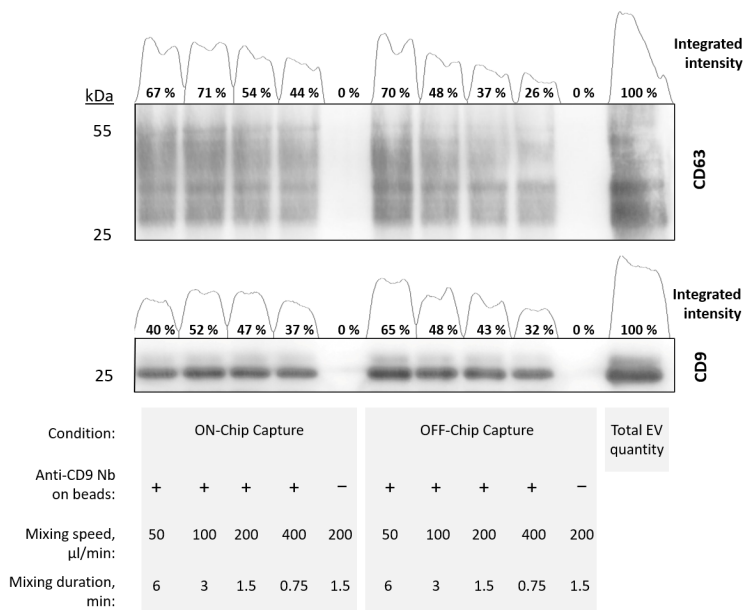 Integrated
intensity
67 % 71 % 54 % 44 % 0 % 70 % 48 % 37 % 26 % 0 % 100 %
kDa
55
25
CD63
Integrated
intensity
40 % 52 % 47 % 37 % 0 % 65 % 48 % 43 % 32 % 0 % 100 %
25
CD9
Condition: ON-Chip Capture OFF-Chip Capture Total EV
quantity
Anti-CD9 Nb
on beads: + + + + − + + + + −
Mixing speed, 50 100 200 400 200 50 100 200 400 200
µl/min:
Mixing duration, 6 3 1.5 0.75 1.5 6 3 1.5 0.75 1.5
min: